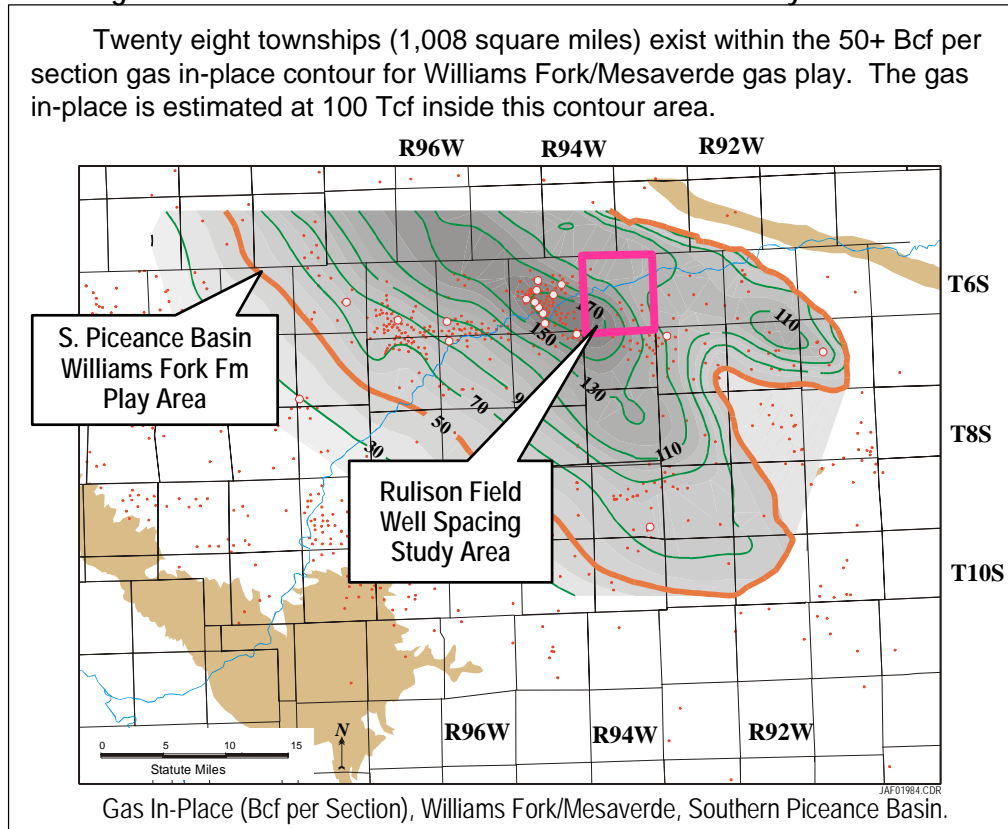 Twenty eight townships (1,008 square miles) exist within the 50+ Bcf per
section gas in-place contour for Williams Fork/Mesaverde gas play. The gas
in-place is estimated at 100 Tcf inside this contour area.
R96W R94W R92W
T6S
170
110
S. Piceance Basin
Williams Fork Fm
Play Area
150
130
9
70
50
30
110
T8S
Rulison Field
Well Spacing
Study Area
T10S
R96W R94W R92W
N
0 5 10 15
Statute Miles
JAF01984.CDR
Gas In-Place (Bcf per Section), Williams Fork/Mesaverde, Southern Piceance Basin.